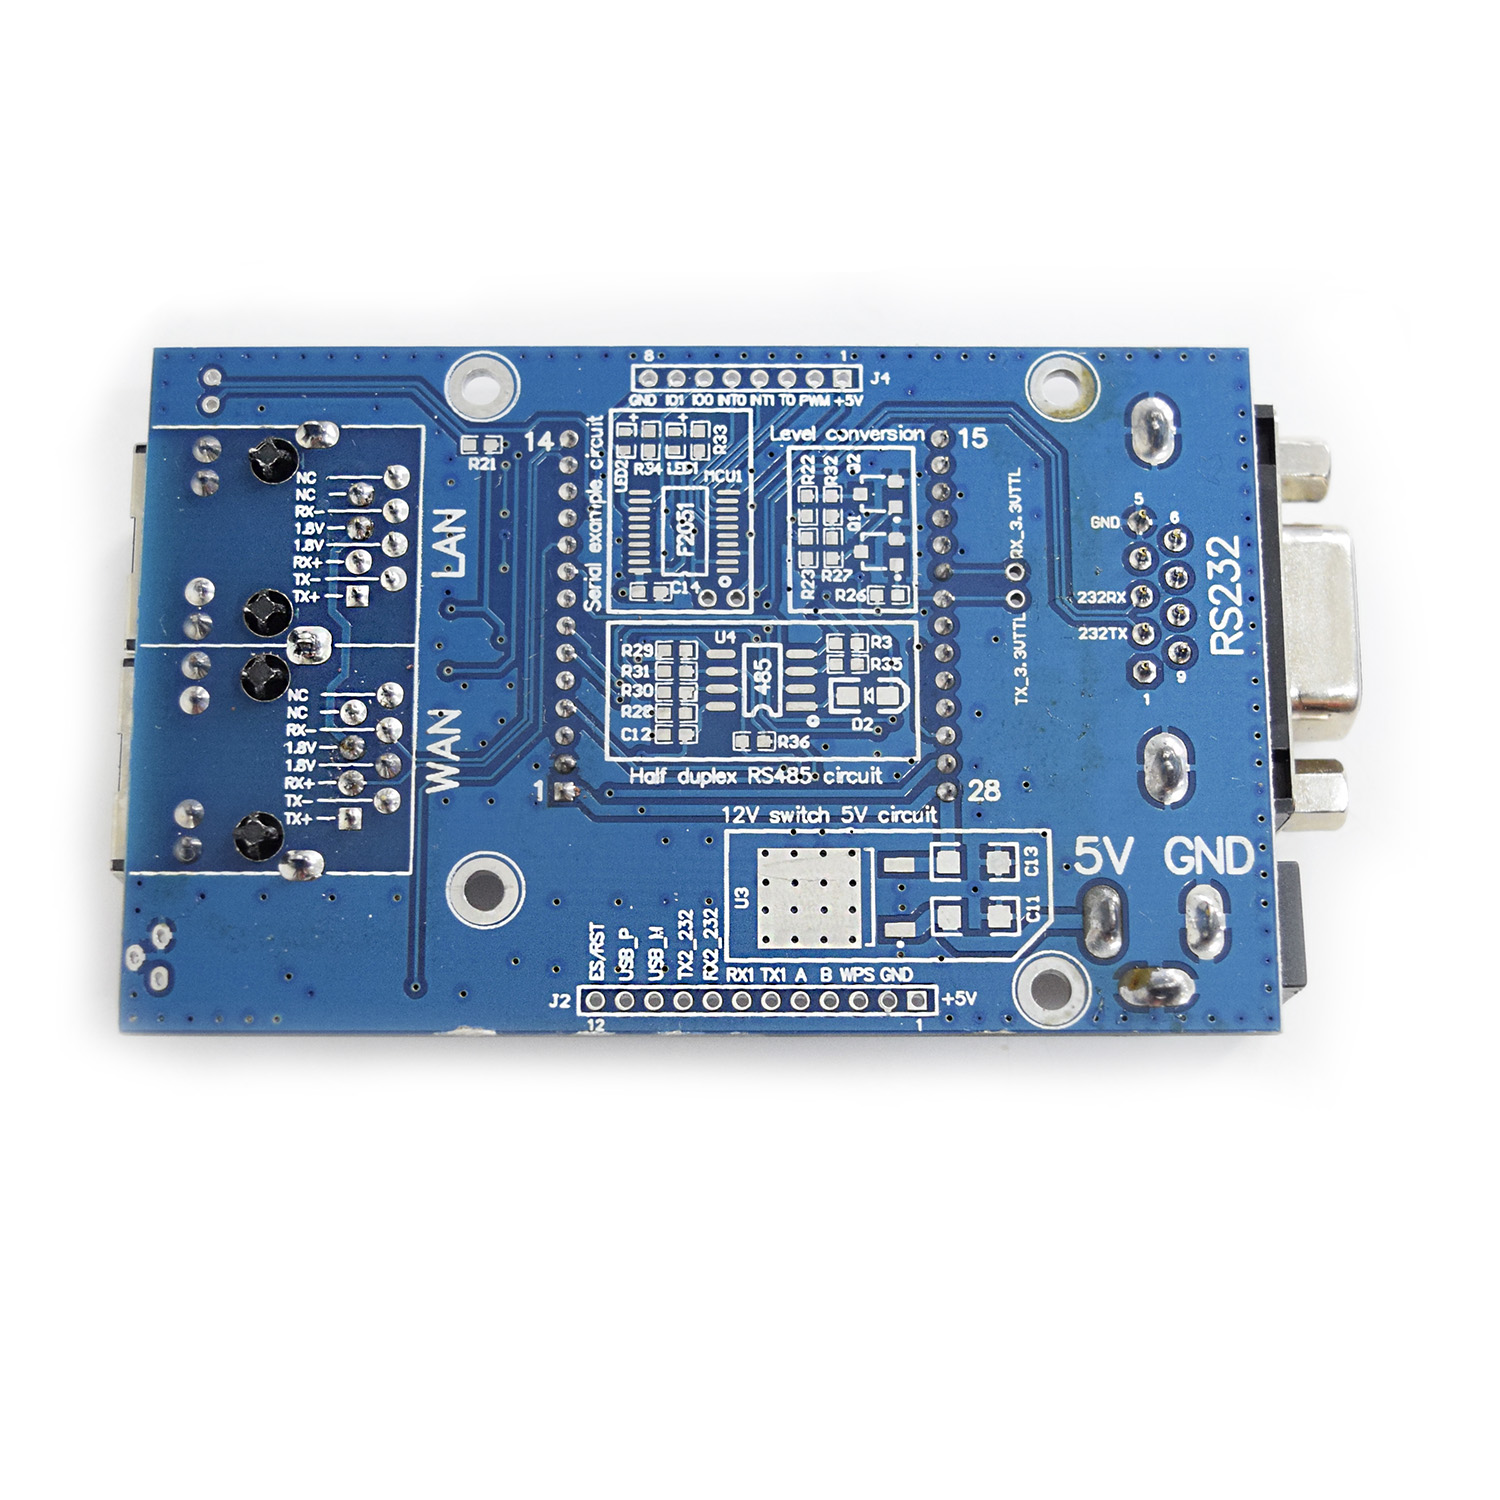 8
1
J4
GND IO1 IO0 INT0 INT1 T0 PWM +5V
14
15
R21
Serial example circuit
LED2
R34
LED1
R33
MCU1
F2051
C14
Level conversion
R22
R32
Q2
Q1
R23
R27
R26
RX_3.3VTTL
TX_3.3VTTL
NC
NC
RX-
1.8V
1.8V
RX+
TX-
TX+
LAN
NC
NC
RX-
1.8V
1.8V
RX+
TX-
TX+
WAN
5
GND
6
232RX
232TX
9
1
RS232
U4
485
R29
R31
R30
R28
C12
R3
R35
D2
R36
Half duplex RS485 circuit
1
28
12V switch 5V circuit
U3
C13
C11
5V GND
ES/RST
USB_P
USB_M
TX2_232
RX2_232
RX1 TX1 A B WPS GND
J2
+5V
12
1